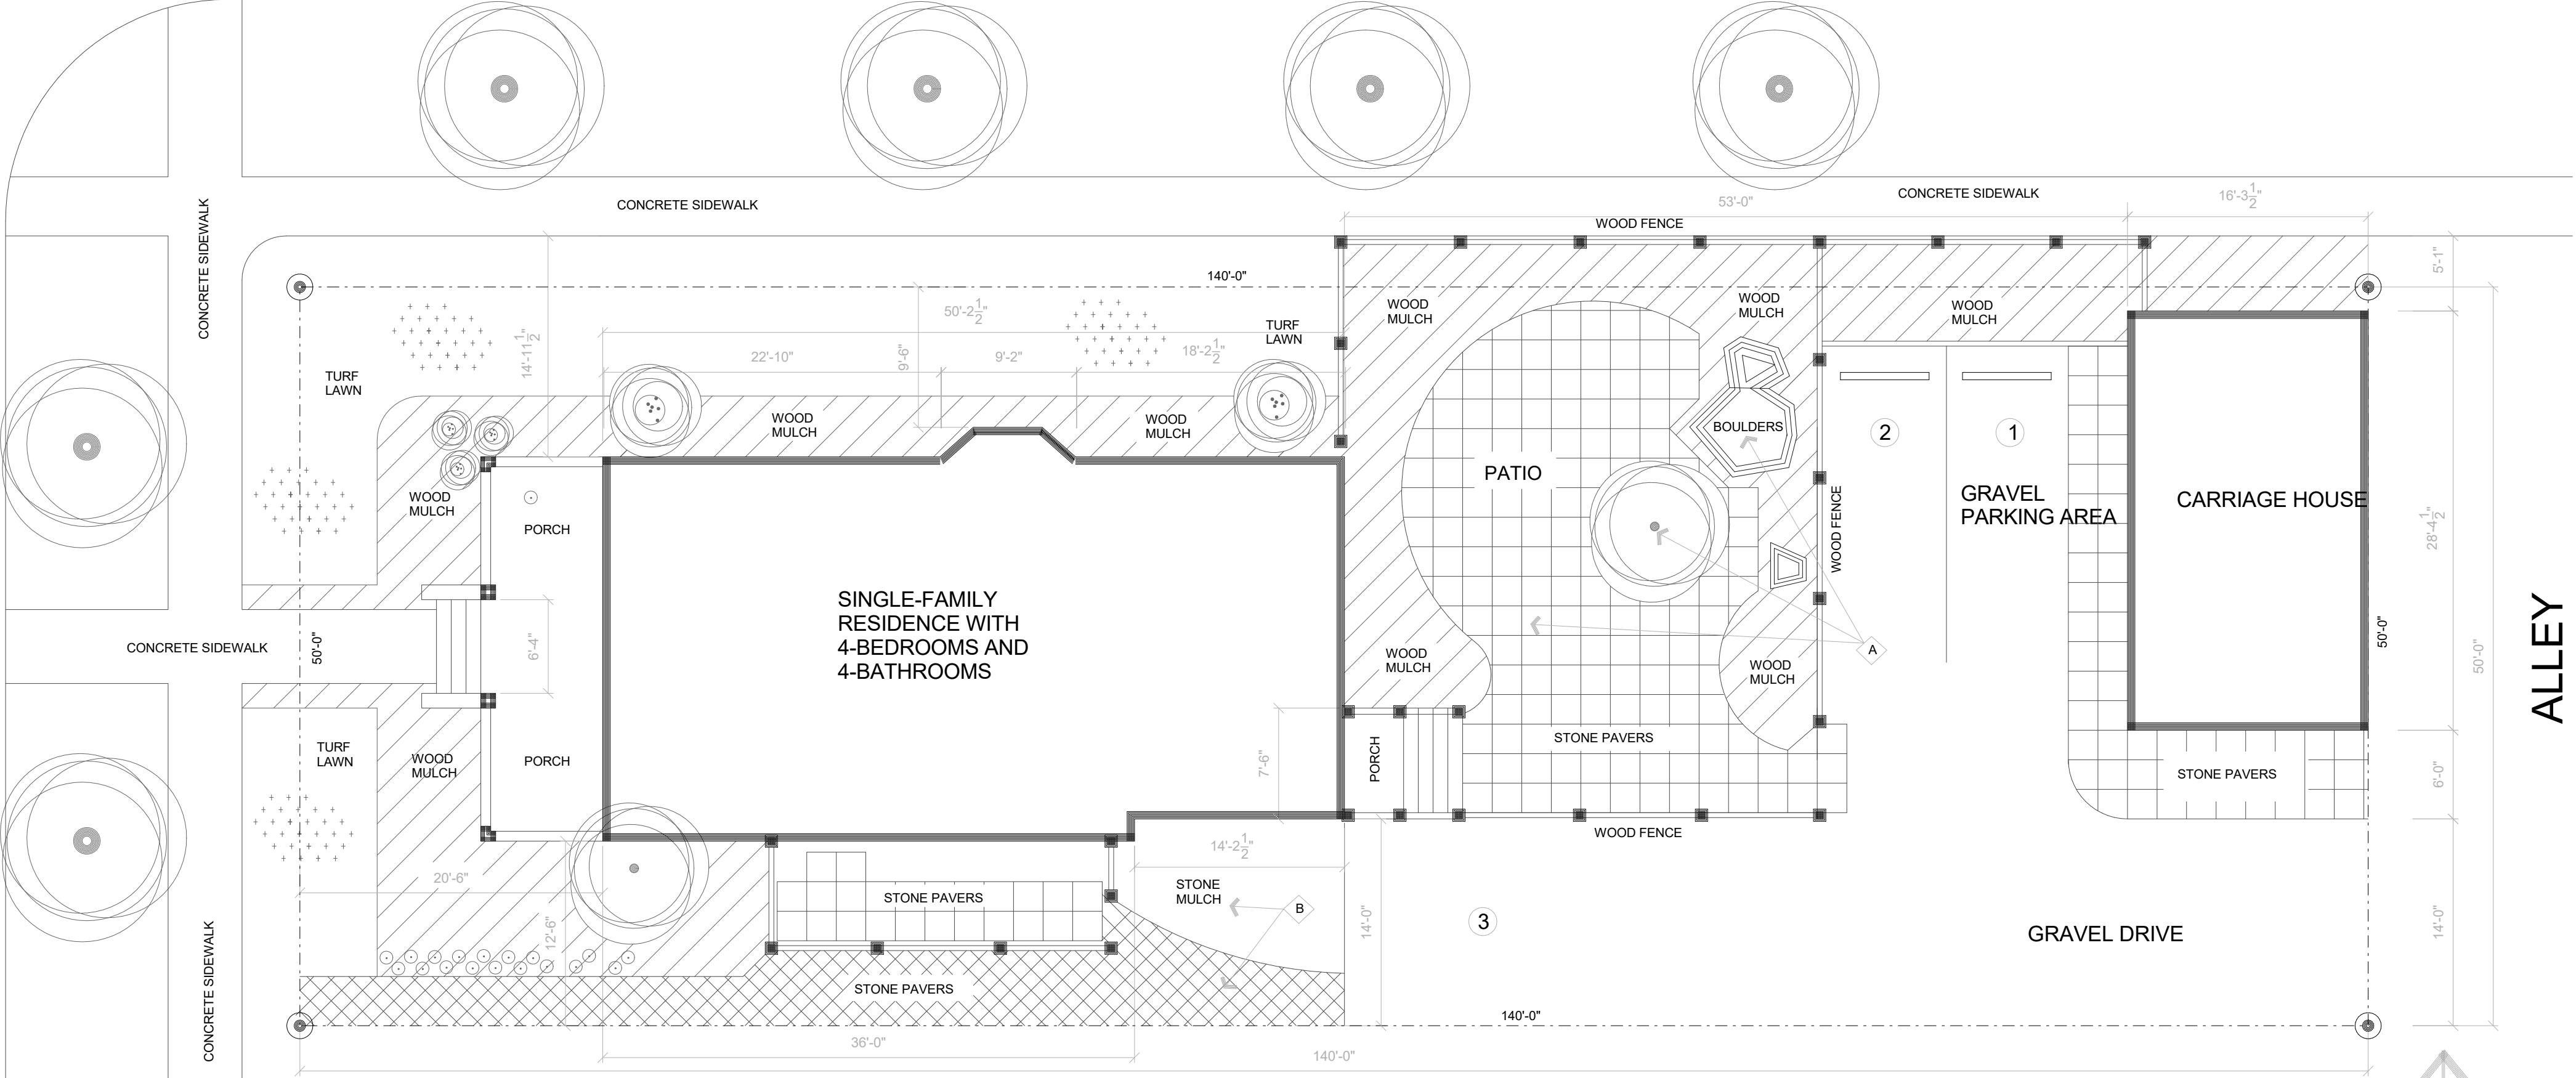 CONCRETE SIDEWALK
CONCRETE SIDEWALK
CONCRETE SIDEWALK
53'-0"
CONCRETE SIDEWALK
16'-3 1/2"
WOOD FENCE
140'-0"
5'-1"
14'-11 1/2"
50'-2 1/2"
22'-10"
9'-6"
9'-2"
18'-2 1/2"
TURF
LAWN
TURF
LAWN
WOOD
MULCH
WOOD
MULCH
WOOD
MULCH
WOOD
MULCH
WOOD
MULCH
WOOD
MULCH
BOULDERS
2
1
PATIO
WOOD FENCE
GRAVEL
PARKING AREA
CARRIAGE HOUSE
28'-4 1/2"
WOOD
MULCH
PORCH
SINGLE-FAMILY
RESIDENCE WITH
4-BEDROOMS AND
4-BATHROOMS
CONCRETE SIDEWALK
50'-0"
6'-4"
WOOD
MULCH
WOOD
MULCH
A
50'-0"
50'-0"
ALLEY
TURF
LAWN
WOOD
MULCH
PORCH
7'-6"
PORCH
STONE PAVERS
STONE PAVERS
6'-0"
WOOD FENCE
14'-2 1/2"
20'-6"
12'-6"
STONE PAVERS
STONE
MULCH
B
14'-0"
3
GRAVEL DRIVE
14'-0"
STONE PAVERS
140'-0"
36'-0"
140'-0"